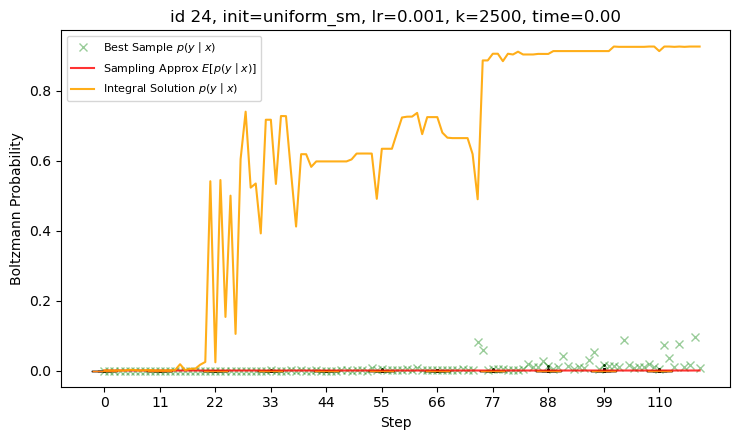 id 24, init=uniform_sm, lr=0.001, k=2500, time=0.00
Best Sample p(y | x)
Sampling Approx E[p(y | x)]
Integral Solution p(y | x)
Boltzmann Probability
0.8
0.6
0.4
0.2
0.0
0 11 22 33 44 55 66 77 88 99 110
Step